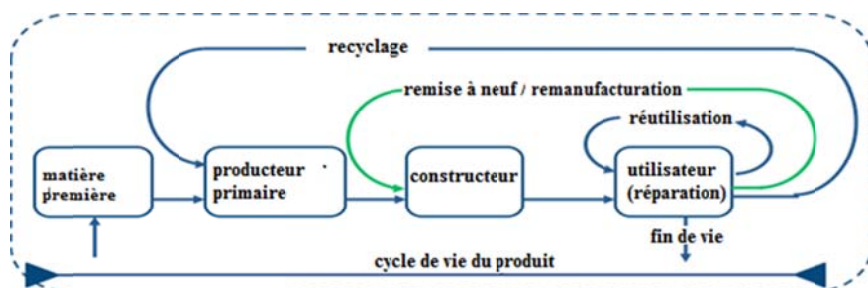 recyclage
remise à neuf / remanufacturation
réutilisation
matière
première
producteur
primaire
constructeur
utilisateur
(réparation)
fin de vie
cycle de vie du produit